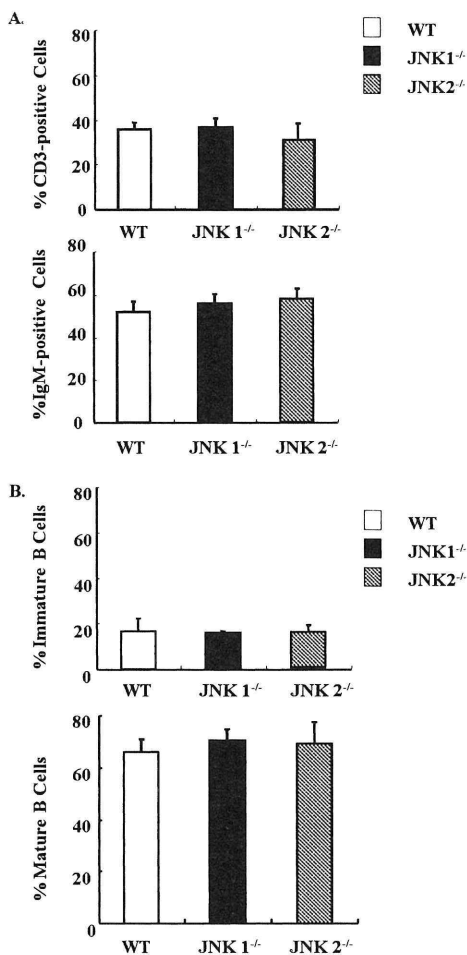 A.
WT
JNK1-/-
JNK2-/-
% CD3-positive Cells
80
60
40
20
0
WT JNK 1-/- JNK 2-/-
%IgM-positive Cells
80
60
40
20
0
WT JNK 1-/- JNK 2-/-
B.
WT
JNK1-/-
JNK2-/-
% Immature B Cells
80
60
40
20
0
WT JNK 1-/- JNK 2-/-
% Mature B Cells
80
60
40
20
0
WT JNK 1-/- JNK 2-/-